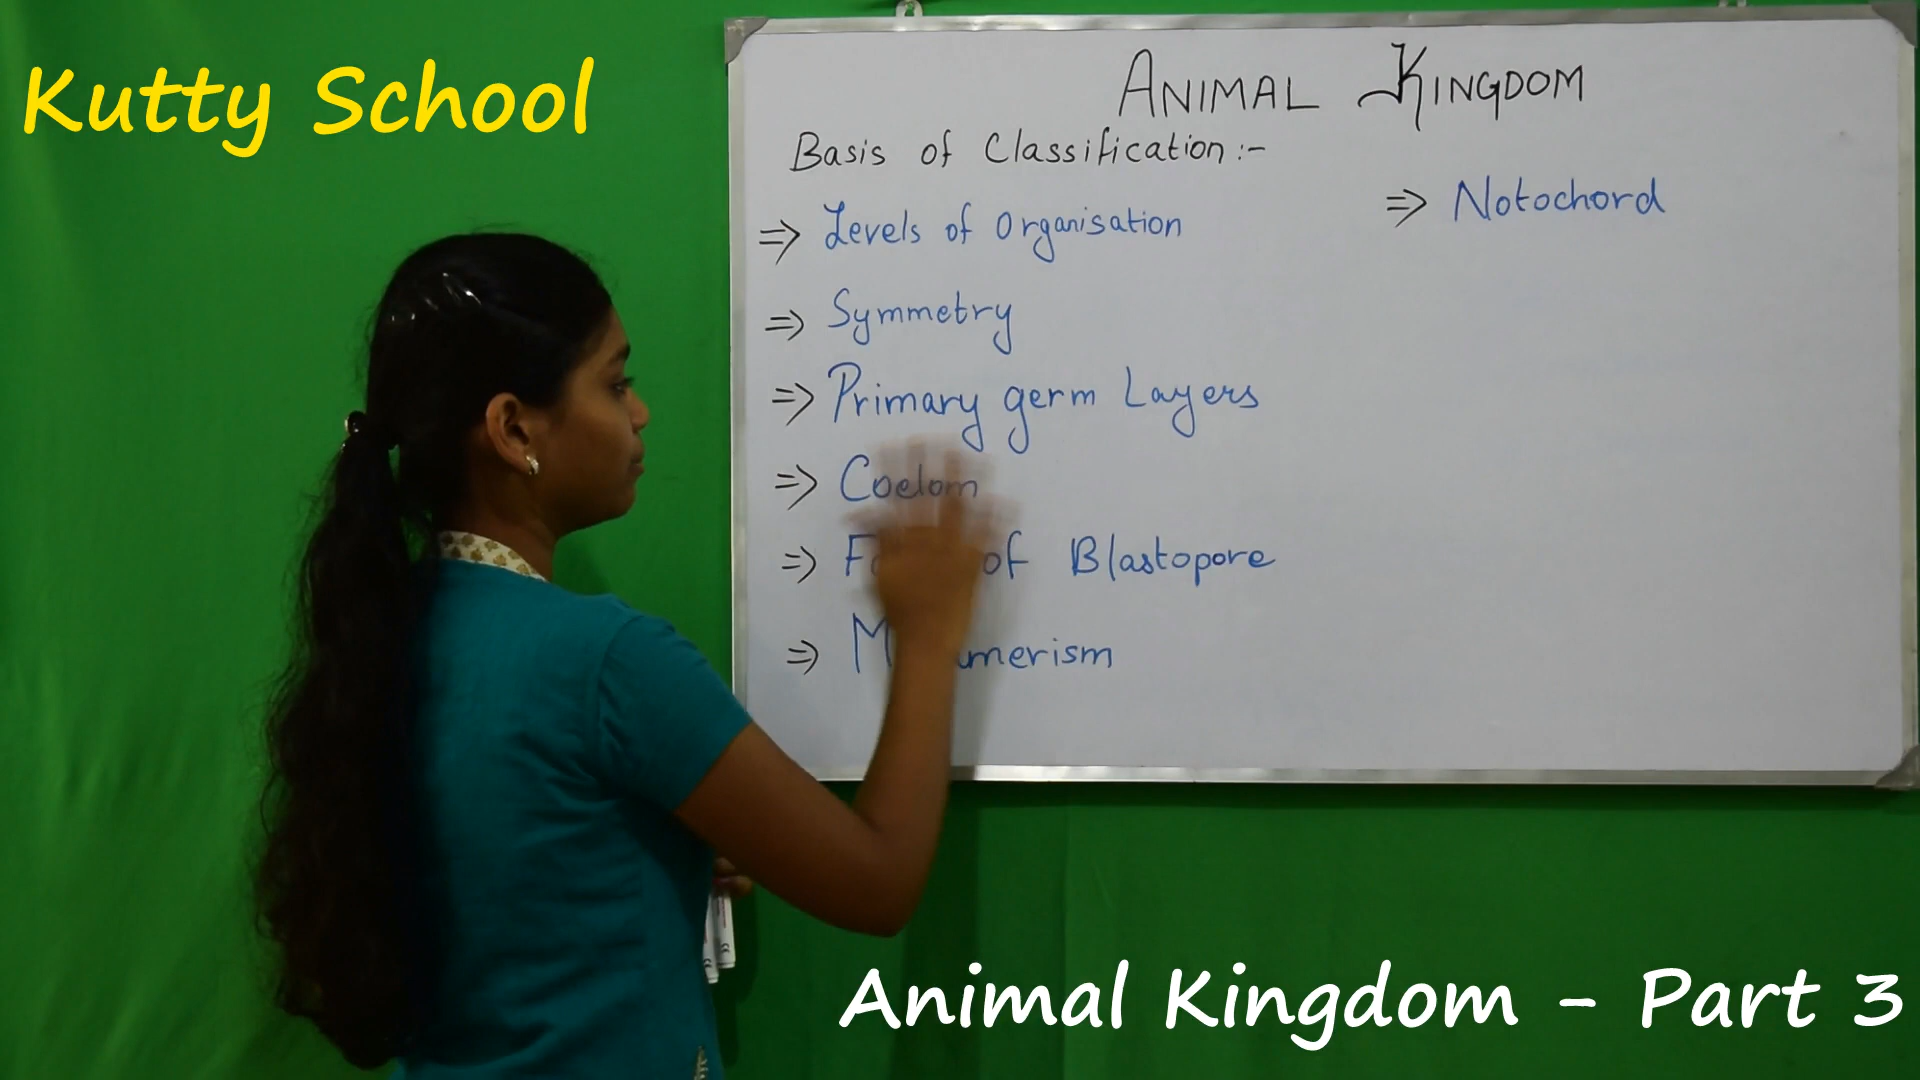 Kutty School
ANIMAL KINGDOM
Basis of Classification :-
⇒ Levels of Organisation
⇒ Symmetry
⇒ Primary germ Layers
⇒ Coelom
⇒ of Blastopore
⇒
⇒ Notochord
Animal Kingdom - Part 3